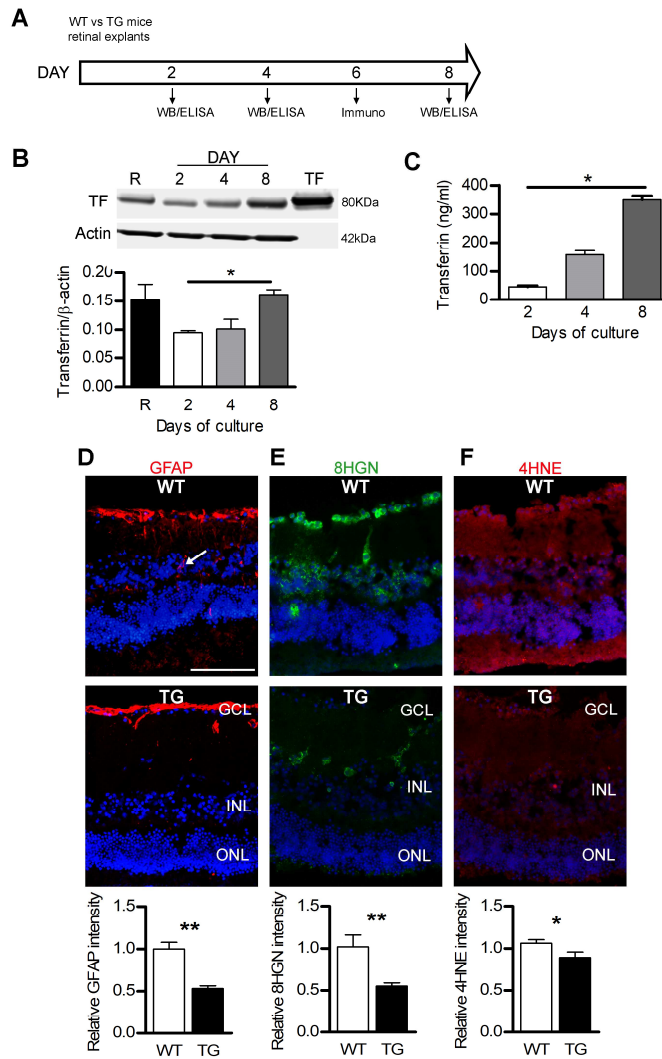 A
WT vs TG mice
retinal explants
DAY 2 4 6 8
WB/ELISA WB/ELISA Immuno WB/ELISA
B
DAY
R 2 4 8 TF
TF 80KDa
Actin 42kDa
Transferrin/β-actin
0.20
0.15
0.10
0.05
0.00
*
R 2 4 8
Days of culture
C
Transferrin (ng/ml)
400
300
200
100
0
*
2 4 8
Days of culture
D
GFAP
WT
TG
GCL
INL
ONL
Relative GFAP intensity
1.5
1.0
0.5
0.0
**
WT TG
E
8HGN
WT
TG
GCL
INL
ONL
Relative 8HGN intensity
1.5
1.0
0.5
0.0
**
WT TG
F
4HNE
WT
TG
GCL
INL
ONL
Relative 4HNE intensity
1.5
1.0
0.5
0.0
*
WT TG